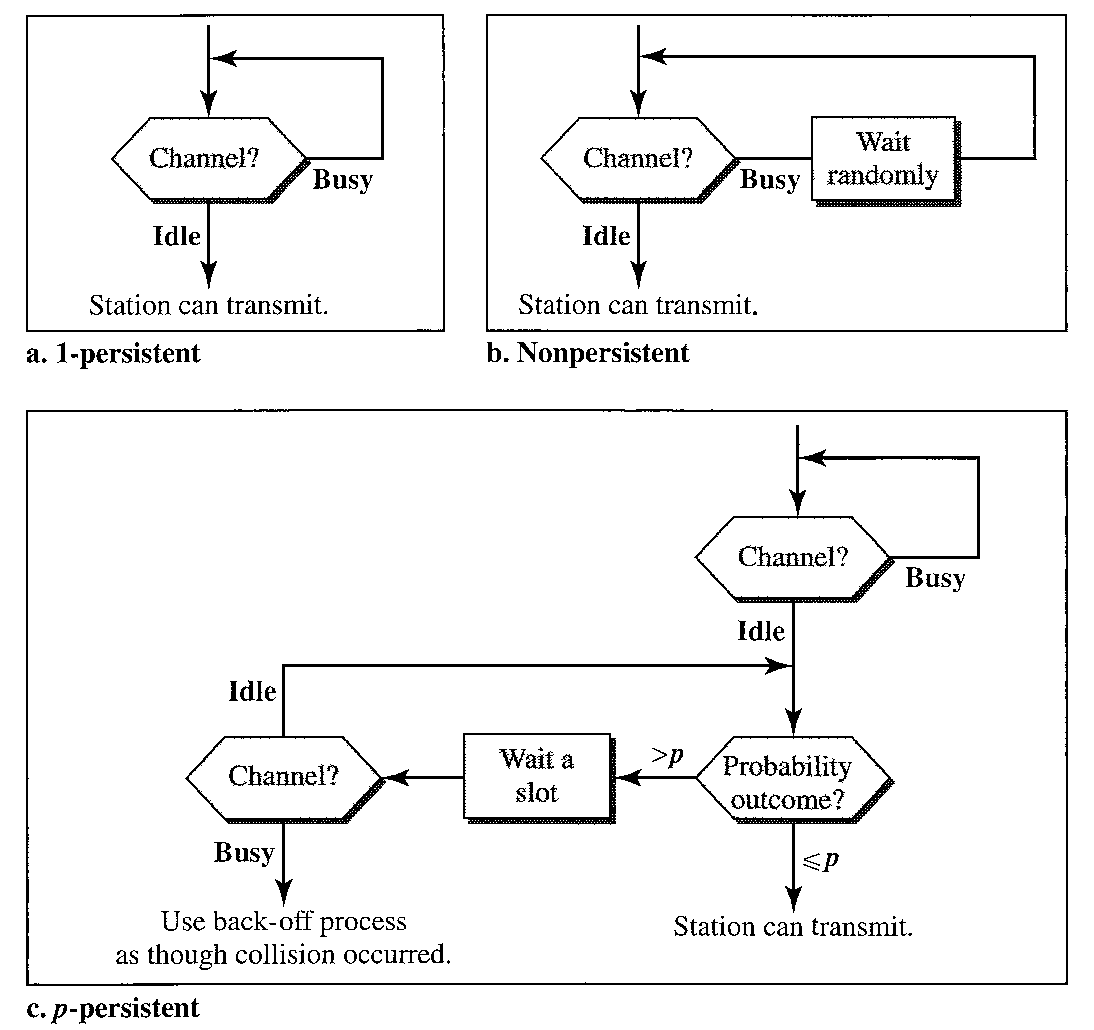 Channel?
Busy
Idle
Station can transmit.
a. 1-persistent
Channel?
Busy
Wait
randomly
Idle
Station can transmit.
b. Nonpersistent
Channel?
Busy
Idle
Probability
outcome?
>p
⩽p
Station can transmit.
Wait a
slot
Channel?
Idle
Busy
Use back-off process
as though collision occurred.
c. p-persistent